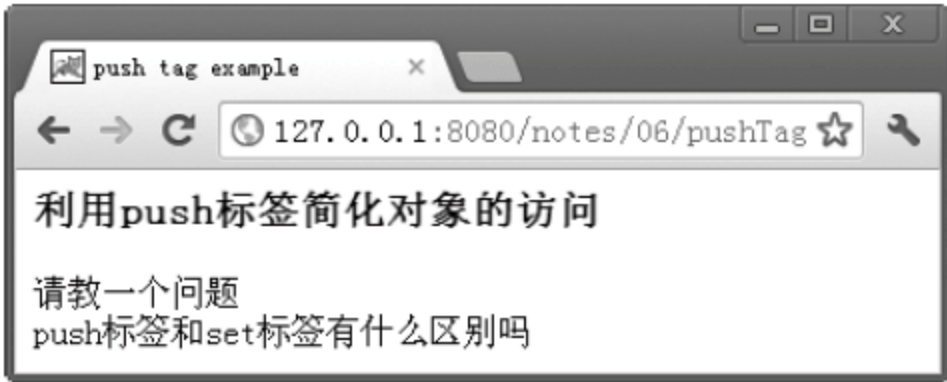 push tag example
127.0.0.1:8080/notes/06/pushTag
利用push标签简化对象的访问
请教一个问题
push标签和set标签有什么区别吗